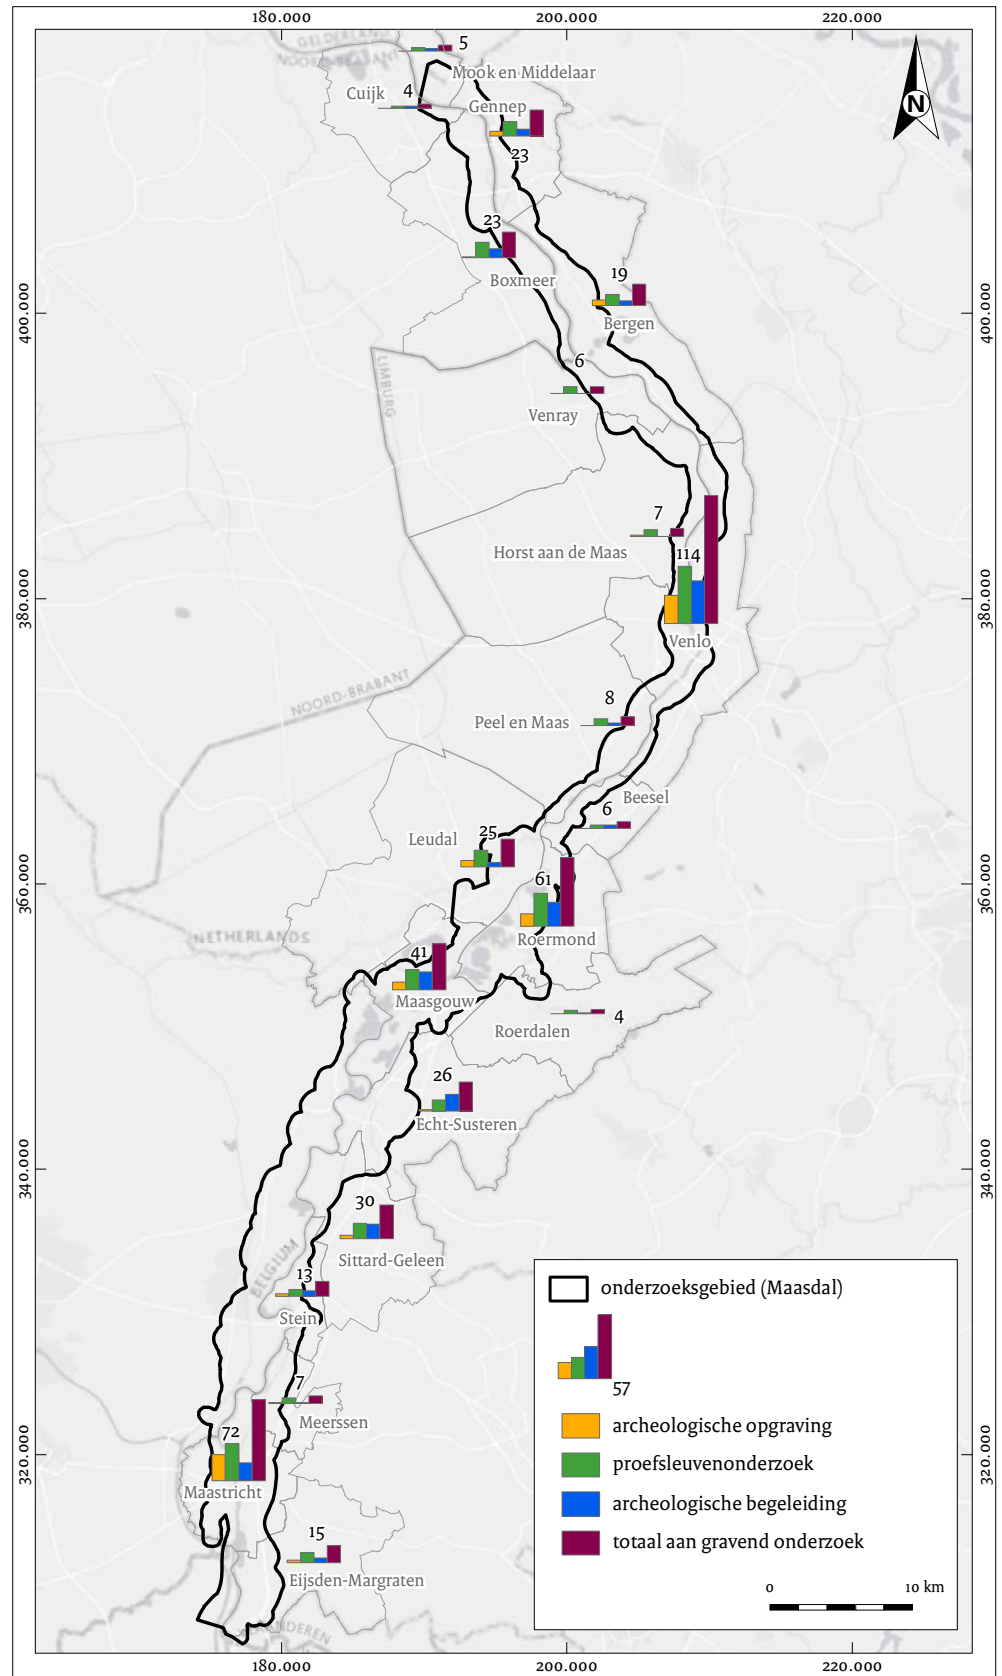 180.000
200.000
220.000
GELDERLAND
NOORD-BRABANT
5
Mook en Middelaar
Cuijk
4
Gennep
23
N
23
Boxmeer
19
Bergen
400.000
400.000
6
Venray
LIMBURG
7
Horst aan de Maas
114
Venlo
380.000
380.000
NOORD-BRABANT
8
Peel en Maas
Beesel
6
Leudal
25
360.000
360.000
61
Roermond
NETHERLANDS
41
Maasgouw
Roerdalen
4
26
Echt-Susteren
340.000
340.000
30
Sittard-Geleen
BELGIUM
13
Stein
7
Meerssen
72
Maastricht
320.000
320.000
15
Eijsden-Margraten
onderzoeksgebied (Maasdal)
57
archeologische opgraving
proefsleuvenonderzoek
archeologische begeleiding
totaal aan gravend onderzoek
0
10 km
180.000
200.000
220.000